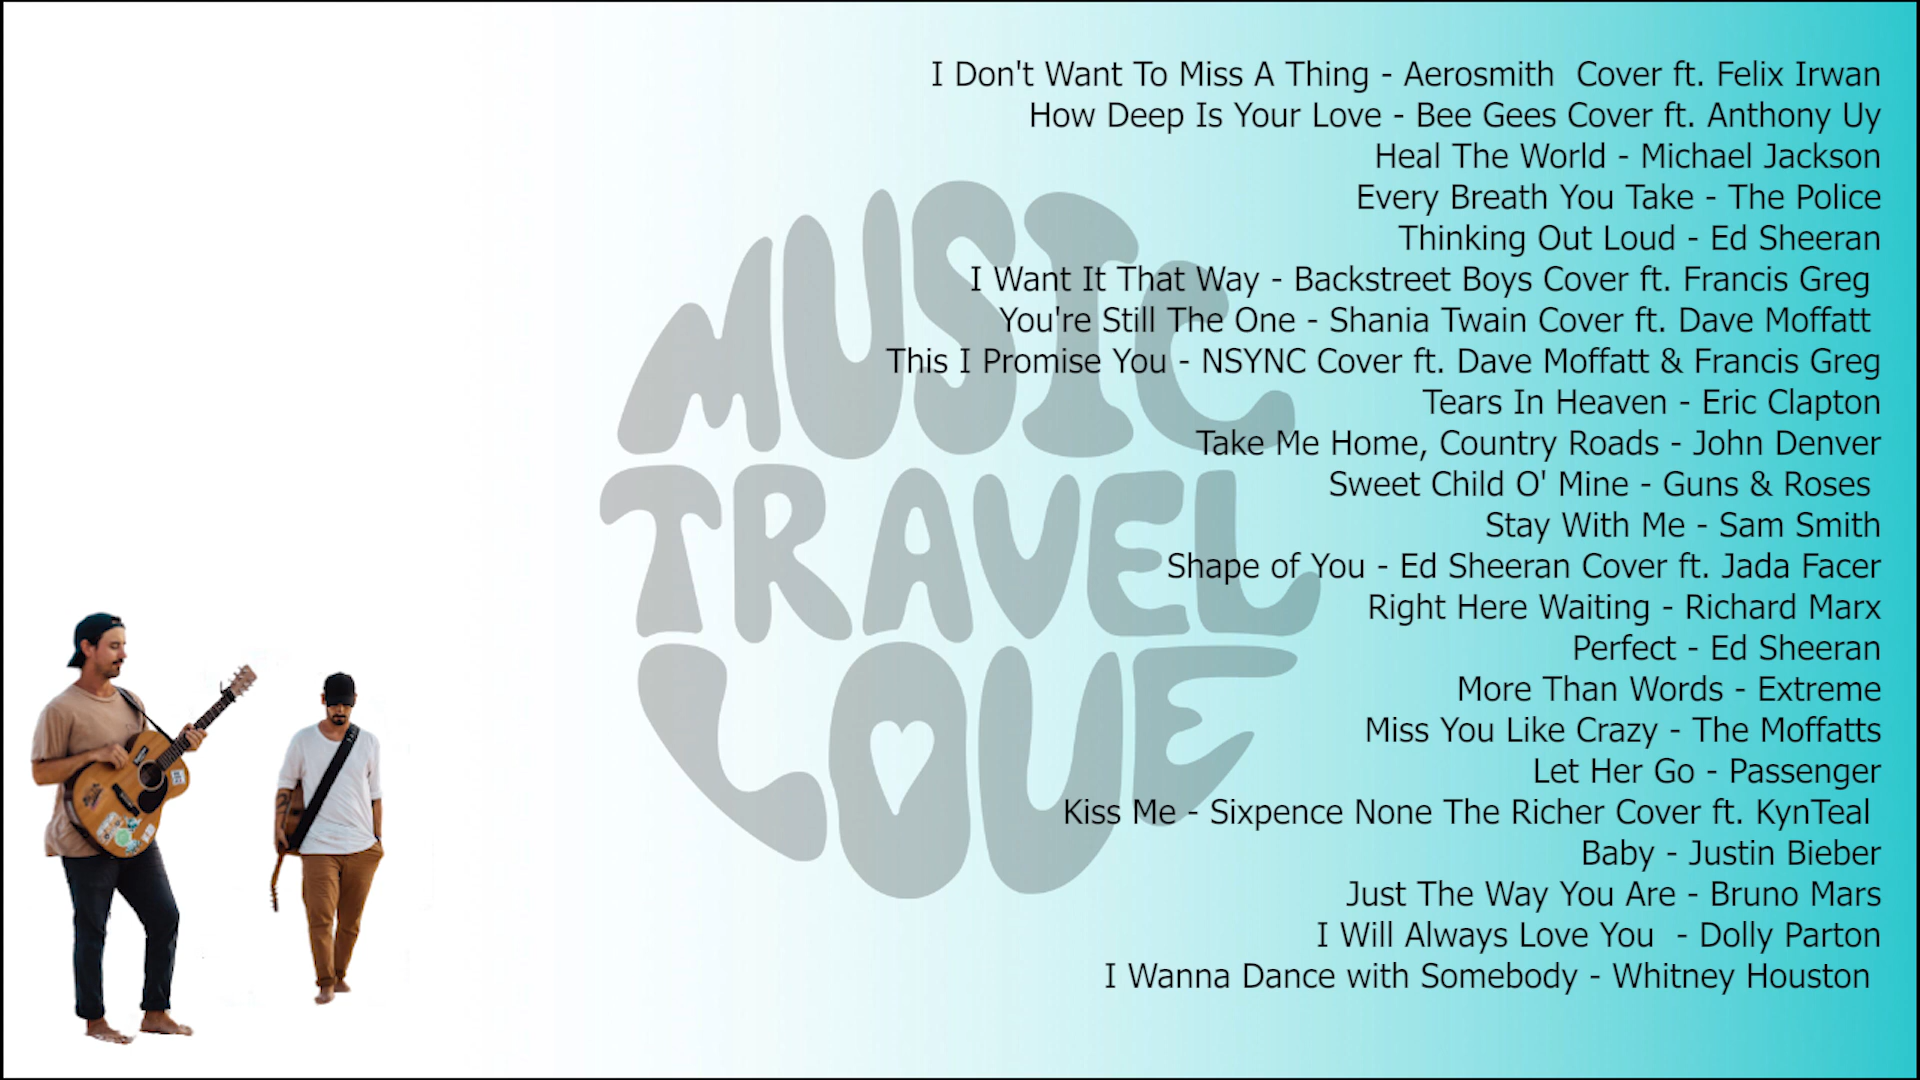 I Don't Want To Miss A Thing - Aerosmith  Cover ft. Felix Irwan
How Deep Is Your Love - Bee Gees Cover ft. Anthony Uy
Heal The World - Michael Jackson
Every Breath You Take - The Police
Thinking Out Loud - Ed Sheeran
I Want It That Way - Backstreet Boys Cover ft. Francis Greg
You're Still The One - Shania Twain Cover ft. Dave Moffatt
This I Promise You - NSYNC Cover ft. Dave Moffatt & Francis Greg
Tears In Heaven - Eric Clapton
Take Me Home, Country Roads - John Denver
Sweet Child O' Mine - Guns & Roses
Stay With Me - Sam Smith
Shape of You - Ed Sheeran Cover ft. Jada Facer
Right Here Waiting - Richard Marx
Perfect - Ed Sheeran
More Than Words - Extreme
Miss You Like Crazy - The Moffatts
Let Her Go - Passenger
Kiss Me - Sixpence None The Richer Cover ft. KynTeal
Baby - Justin Bieber
Just The Way You Are - Bruno Mars
I Will Always Love You  - Dolly Parton
I Wanna Dance with Somebody - Whitney Houston
MUSIC
TRAVEL
LOVE